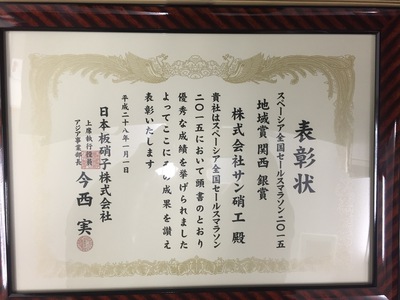 表彰状
スペーシア全国セールスマラソン二〇一五
地域賞 関西 銀賞
株式会社サン硝工 殿
貴社はスペーシア全国セールスマラソン
二〇一五において頭書のとおり
優秀な成績を挙げられました
よってここにその成果を讃え
表彰いたします
平成二十八年一月一日
日本板硝子株式会社
上席執行役員
アジア事業部長
今西 実